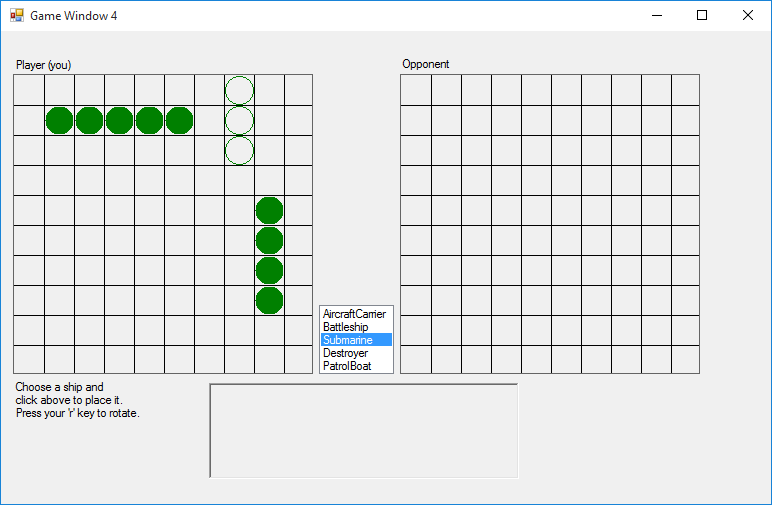 Game Window 4
Player (you)
Opponent
AircraftCarrier
Battleship
Submarine
Destroyer
PatrolBoat
Choose a ship and
click above to place it.
Press your 'r' key to rotate.